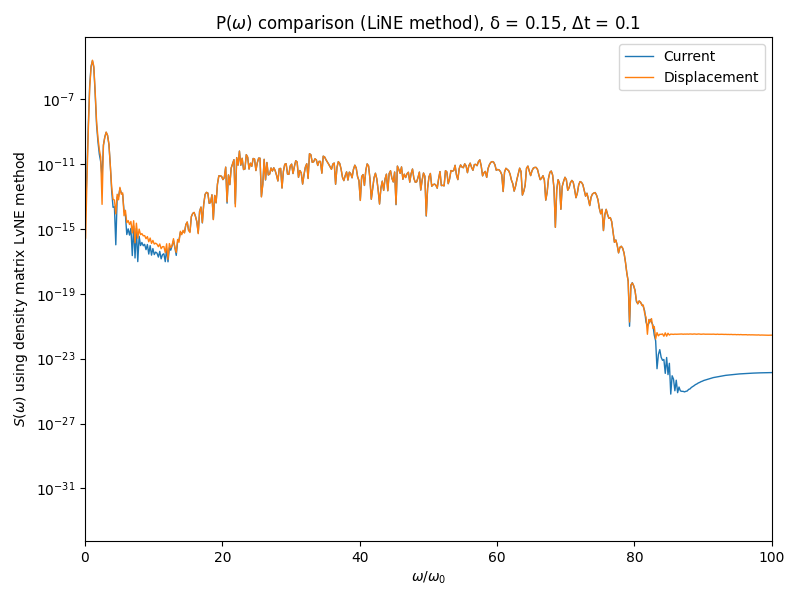 P(ω) comparison (LiNE method), δ = 0.15, Δt = 0.1
Current
Displacement
S(ω) using density matrix LvNE method
10⁻⁷
10⁻¹¹
10⁻¹⁵
10⁻¹⁹
10⁻²³
10⁻²⁷
10⁻³¹
0 20 40 60 80 100
ω/ω₀